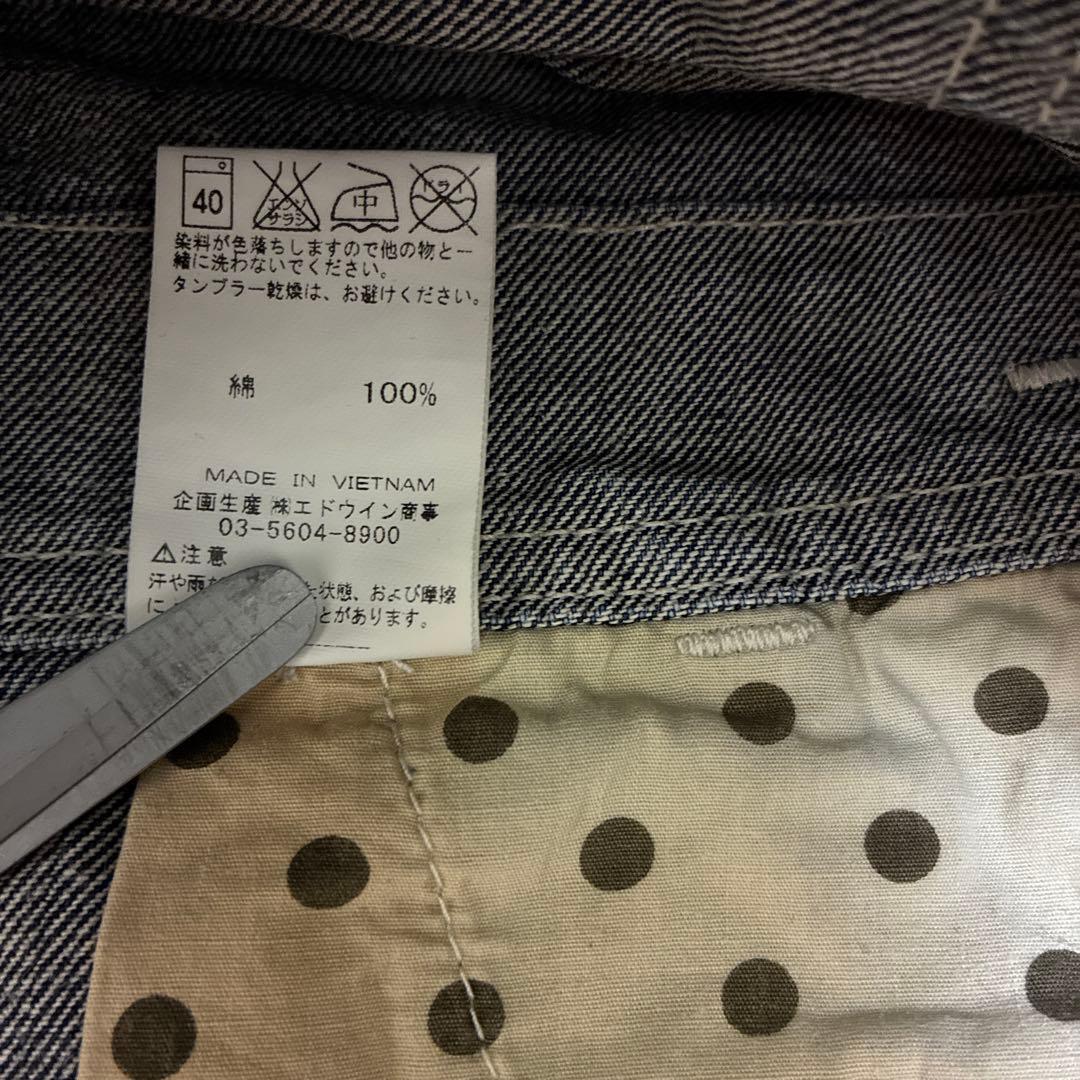 40 エンソサラシ 中 ドライ
染料が色落ちしますので他の物と一
緒に洗わないでください。
タンブラー乾燥は、お避けください。
綿 100%
MADE IN VIETNAM
企画生産 ㈱エドウイン商事
03-5604-8900
⚠注意
汗や雨 状態、および摩擦
に とがあります。